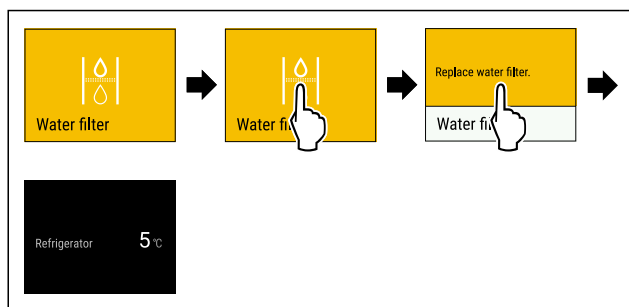 Water filter
Water fi
Replace water filter.
Water fi
Refrigerator 5 °C